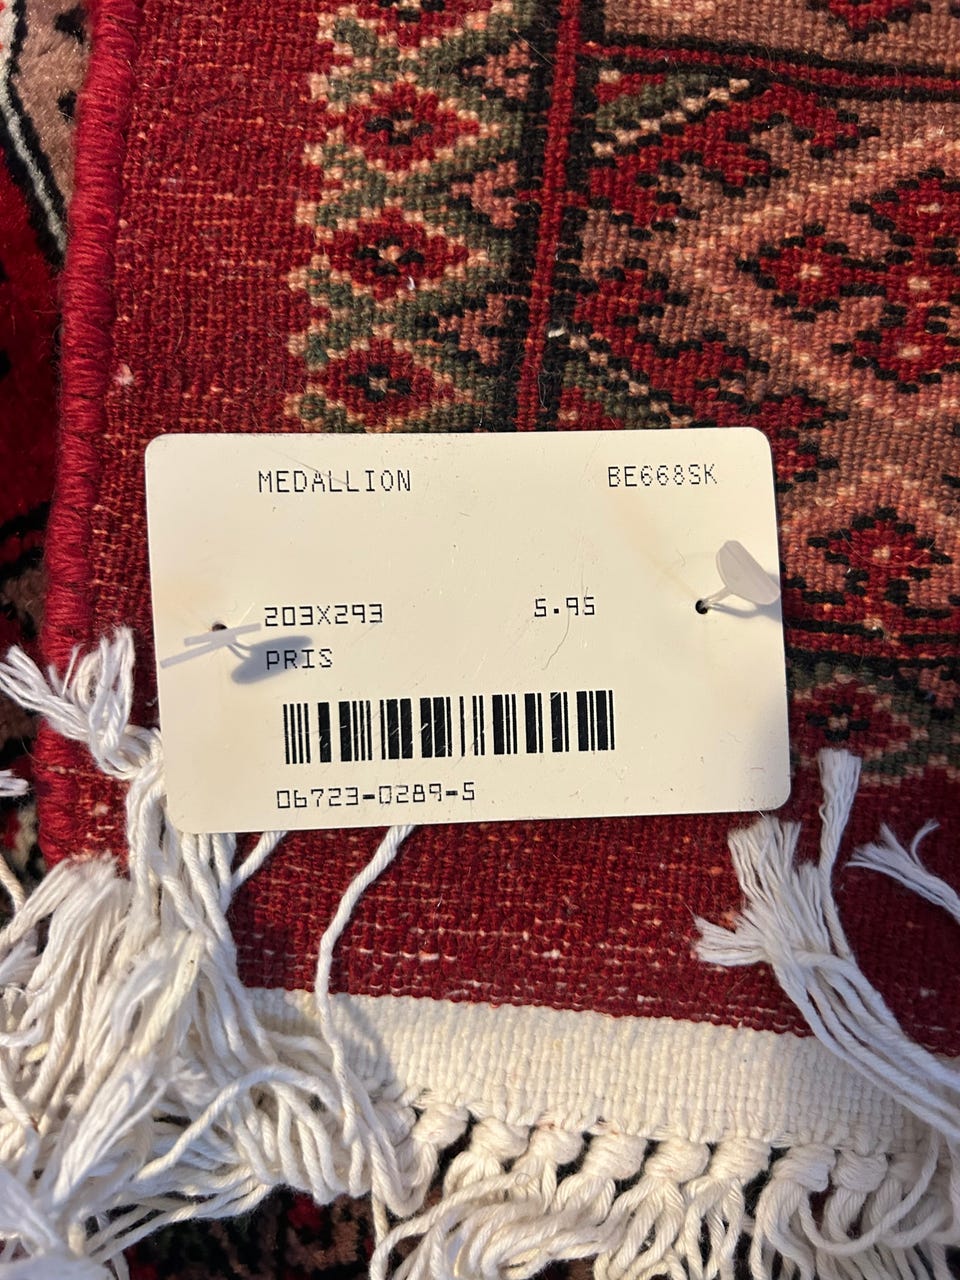 MEDALLION BE668SK
203X293 5.95
PRIS
06723-0289-5